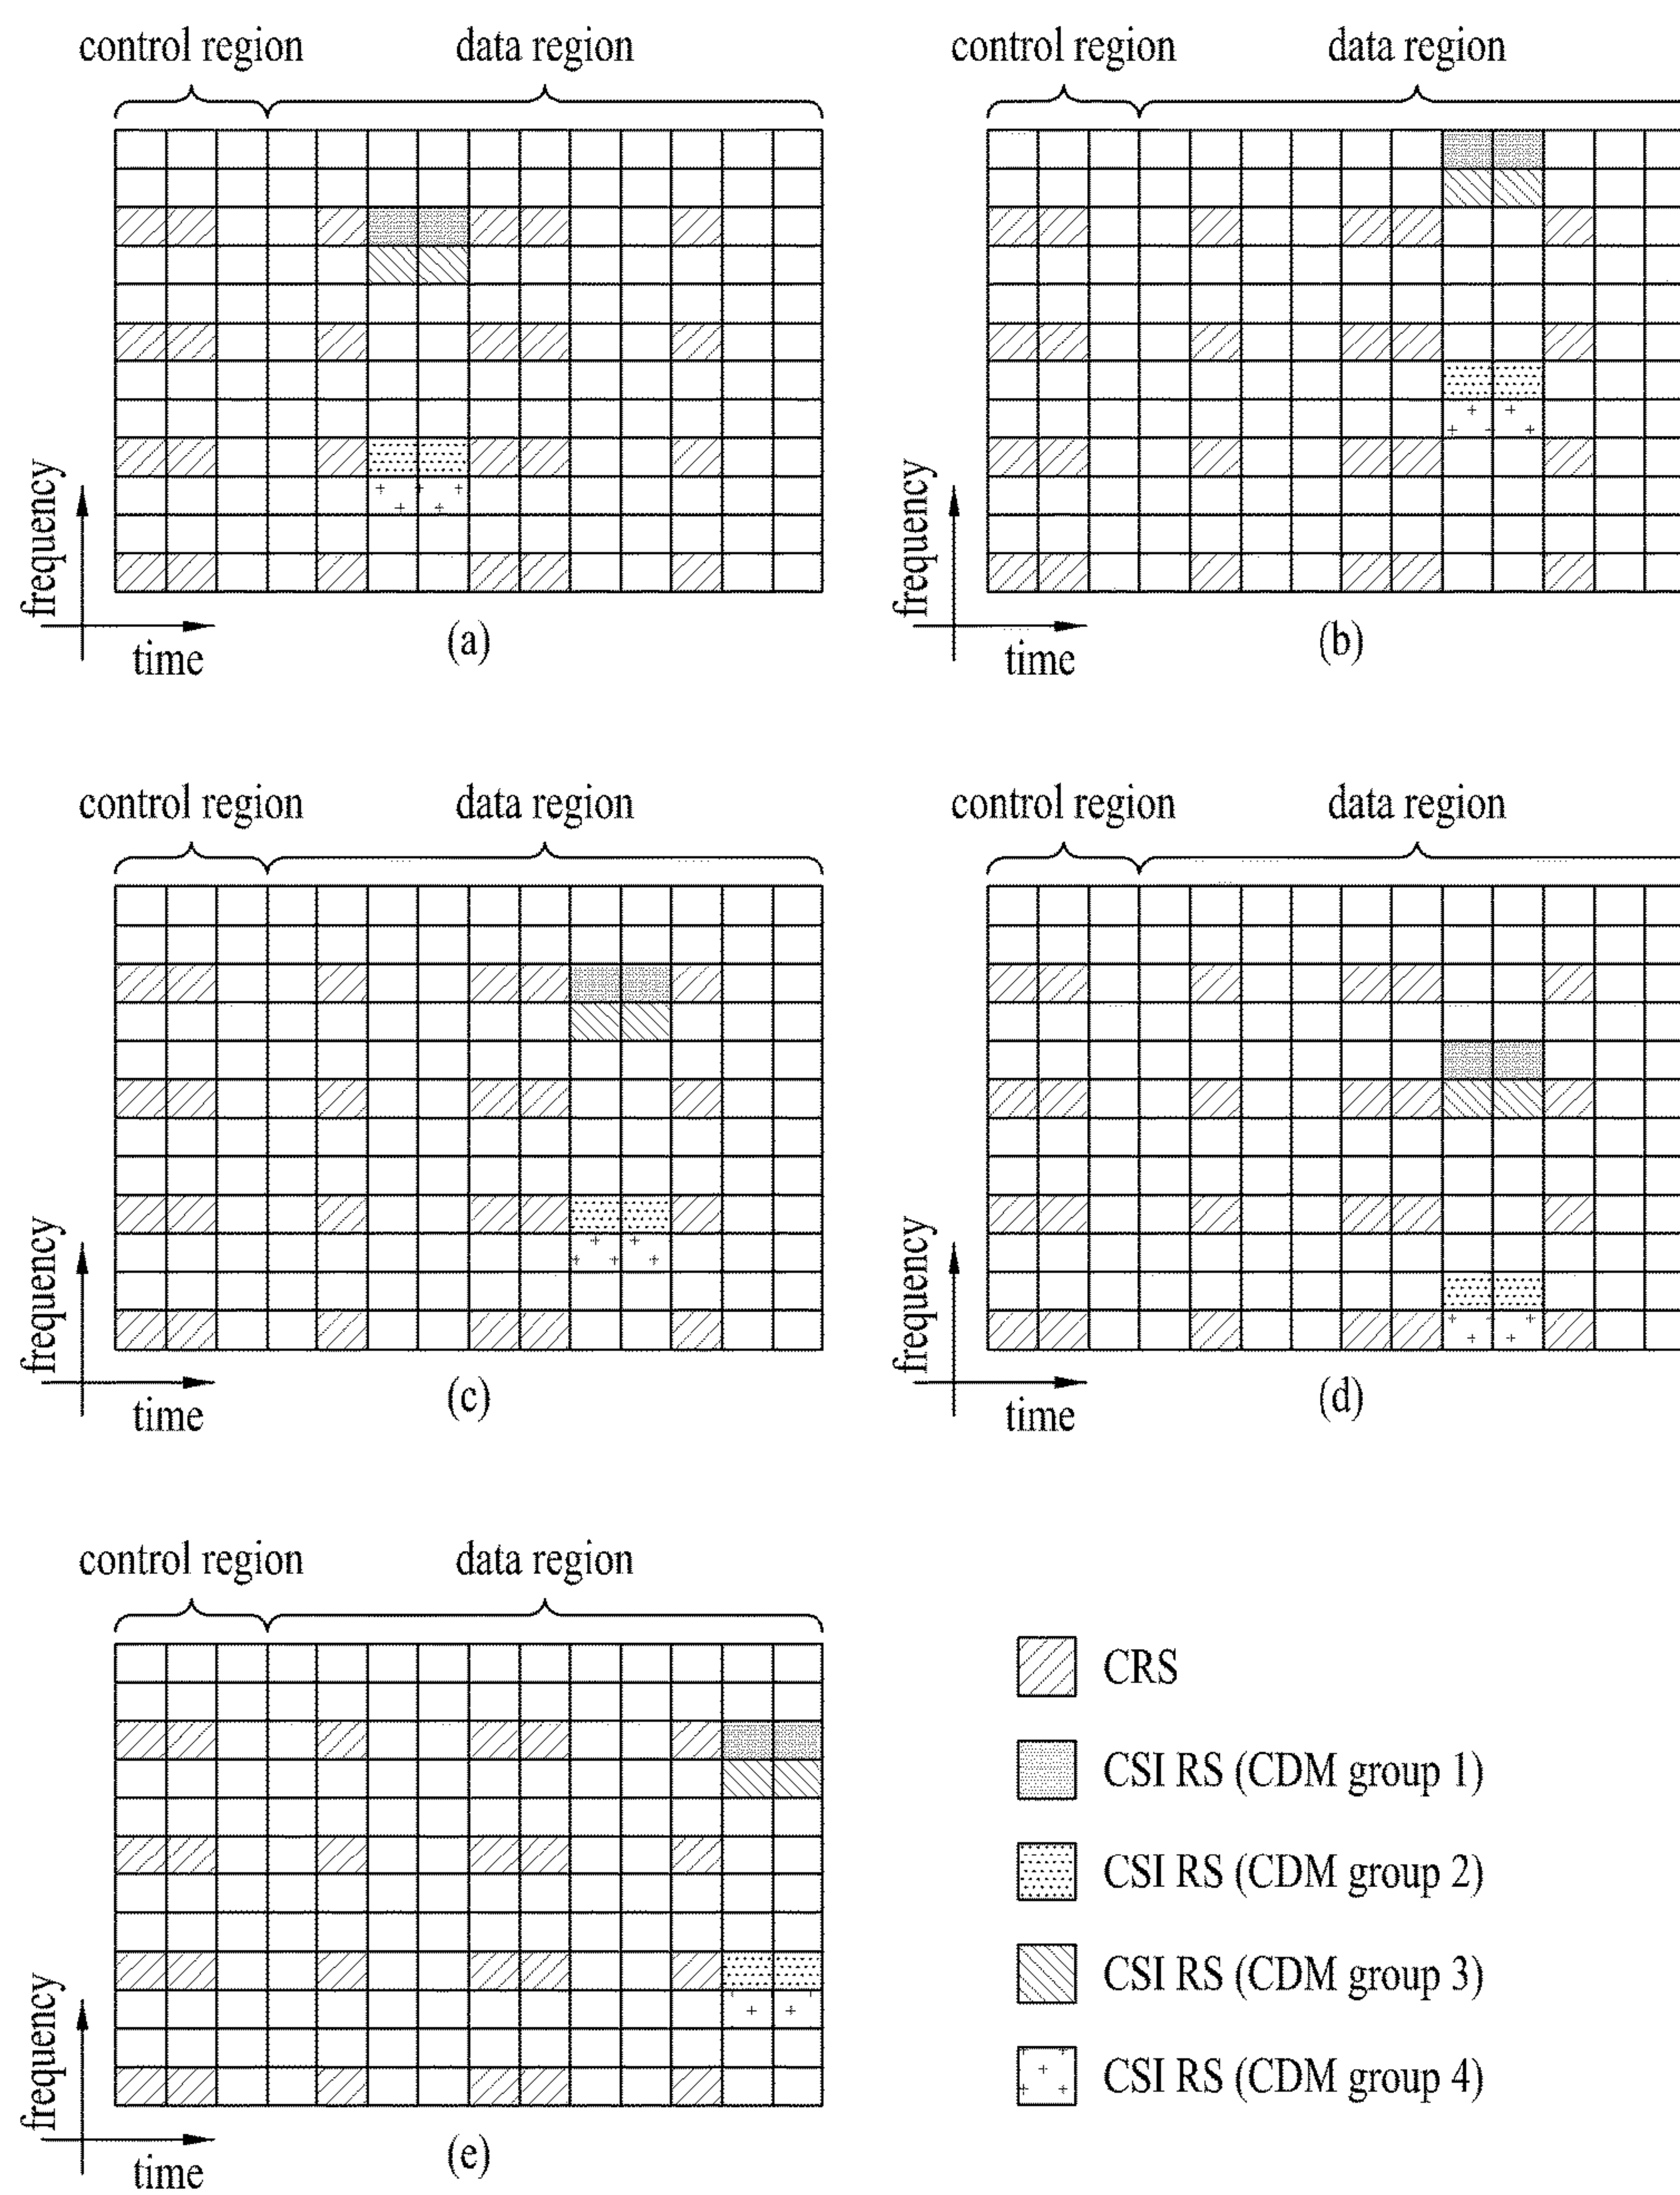 control region data region
frequency
time
(a)
control region data region
frequency
time
(b)
control region data region
frequency
time
(c)
control region data region
frequency
time
(d)
control region data region
frequency
time
(e)
CRS
CSI RS (CDM group 1)
CSI RS (CDM group 2)
CSI RS (CDM group 3)
CSI RS (CDM group 4)